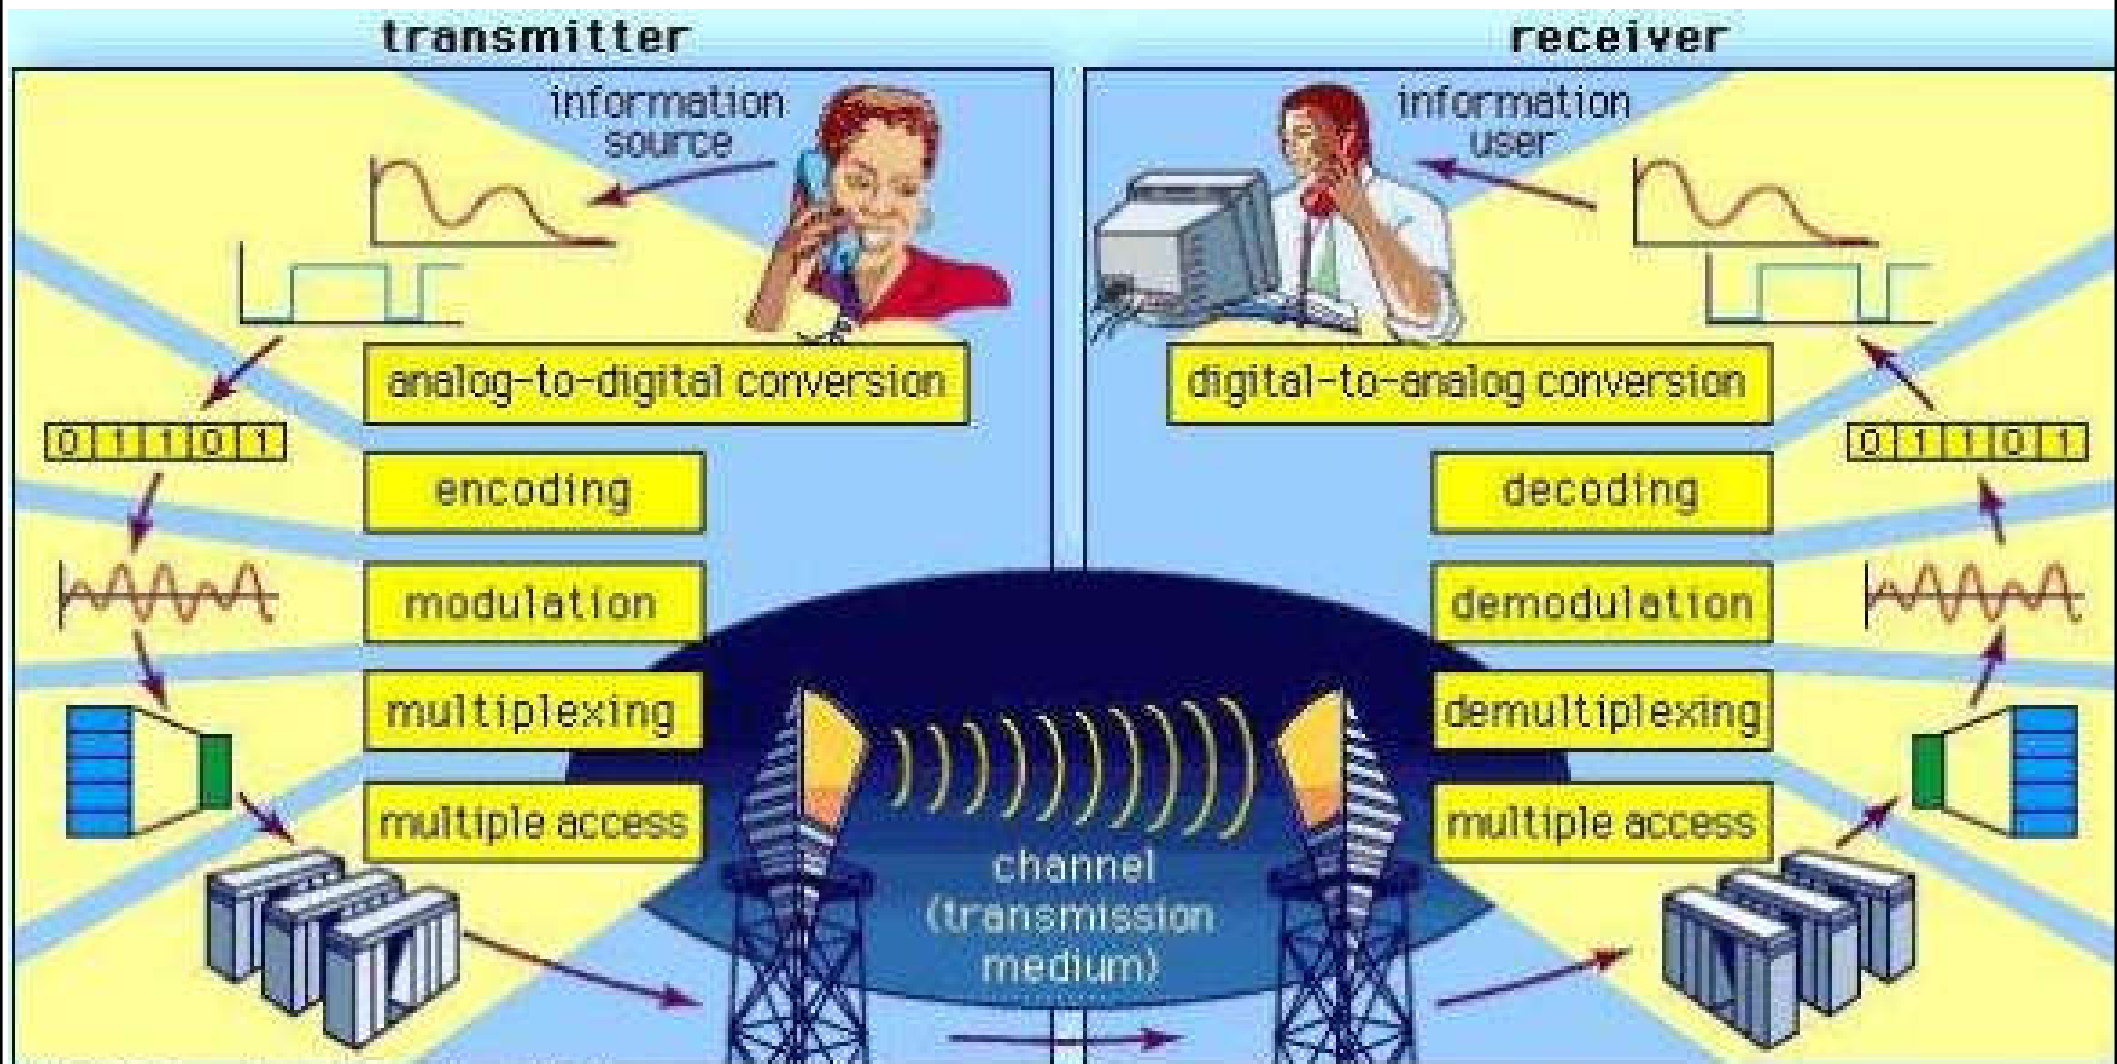 transmitter
information
source
analog-to-digital conversion
0 1 1 0 1
encoding
modulation
multiplexing
multiple access
channel
(transmission
medium)
receiver
information
user
digital-to-analog conversion
0 1 1 0 1
decoding
demodulation
demultiplexing
multiple access